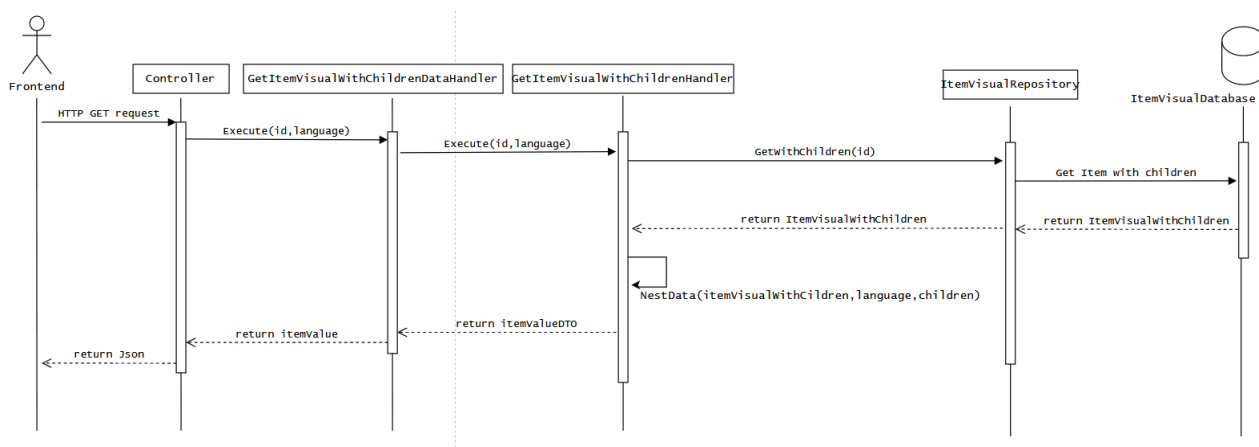 Frontend
Controller
GetItemVisualWithChildrenDataHandler
GetItemVisualWithChildrenHandler
ItemVisualRepository
ItemVisualDatabase
HTTP GET request
Execute(id,language)
Execute(id,language)
GetWithChildren(id)
Get Item with children
return ItemVisualWithChildren
return ItemVisualWithChildren
NestData(itemVisualWithCildren,language,children)
return itemValueDTO
return itemValue
return Json